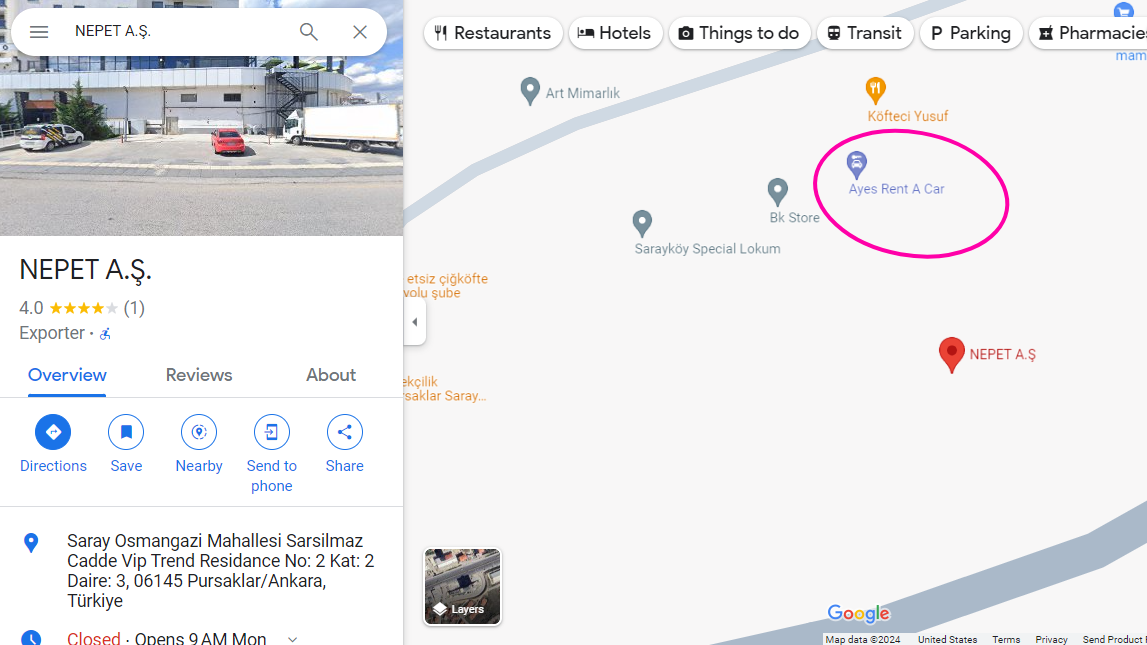 NEPET A.Ş.
Restaurants
Hotels
Things to do
Transit
P Parking
Pharmacies
mam
Art Mimarlık
Köfteci Yusuf
Ayes Rent A Car
Bk Store
Sarayköy Special Lokum
etsiz çiğköfte
volu şube
NEPET A.Ş
ekçilik
rsaklar Saray...
NEPET A.Ş.
4.0 (1)
Exporter ·
Overview
Reviews
About
Directions
Save
Nearby
Send to
phone
Share
Saray Osmangazi Mahallesi Sarsilmaz
Cadde Vip Trend Residance No: 2 Kat: 2
Daire: 3, 06145 Pursaklar/Ankara,
Türkiye
Closed · Opens 9 AM Mon
Layers
Google
Map data ©2024 United States Terms Privacy Send Product